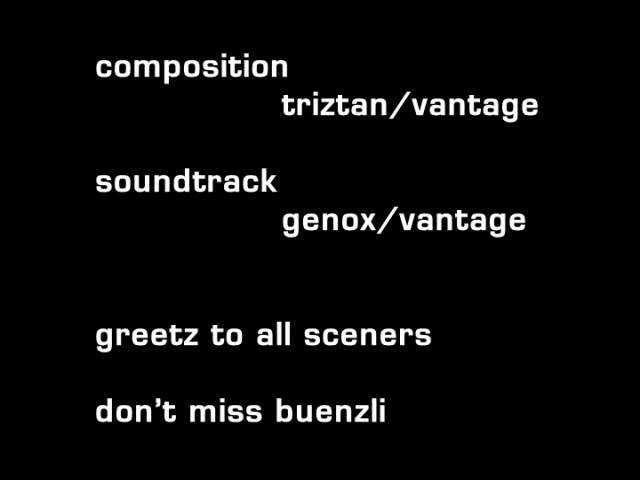 composition
triztan/vantage
soundtrack
genox/vantage
greetz to all sceners
don't miss buenzli